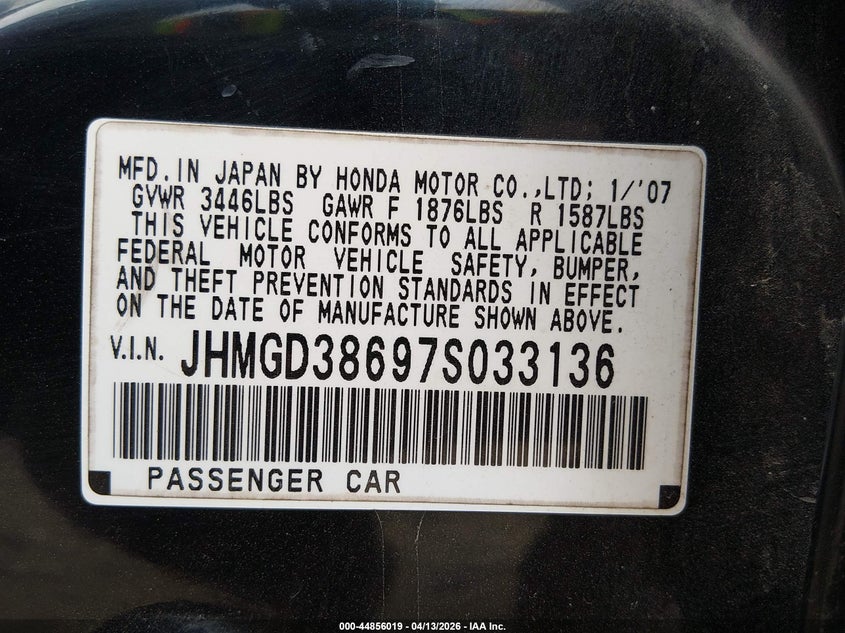 MFD. IN JAPAN BY HONDA MOTOR CO.,LTD; 1/'07
GVWR 3446LBS GAWR F 1876LBS R 1587LBS
THIS VEHICLE CONFORMS TO ALL APPLICABLE
FEDERAL MOTOR VEHICLE SAFETY, BUMPER,
AND THEFT PREVENTION STANDARDS IN EFFECT
ON THE DATE OF MANUFACTURE SHOWN ABOVE.
V.I.N. JHMGD38697S033136
PASSENGER CAR
000-44856019 - 04/13/2026 - IAA Inc.